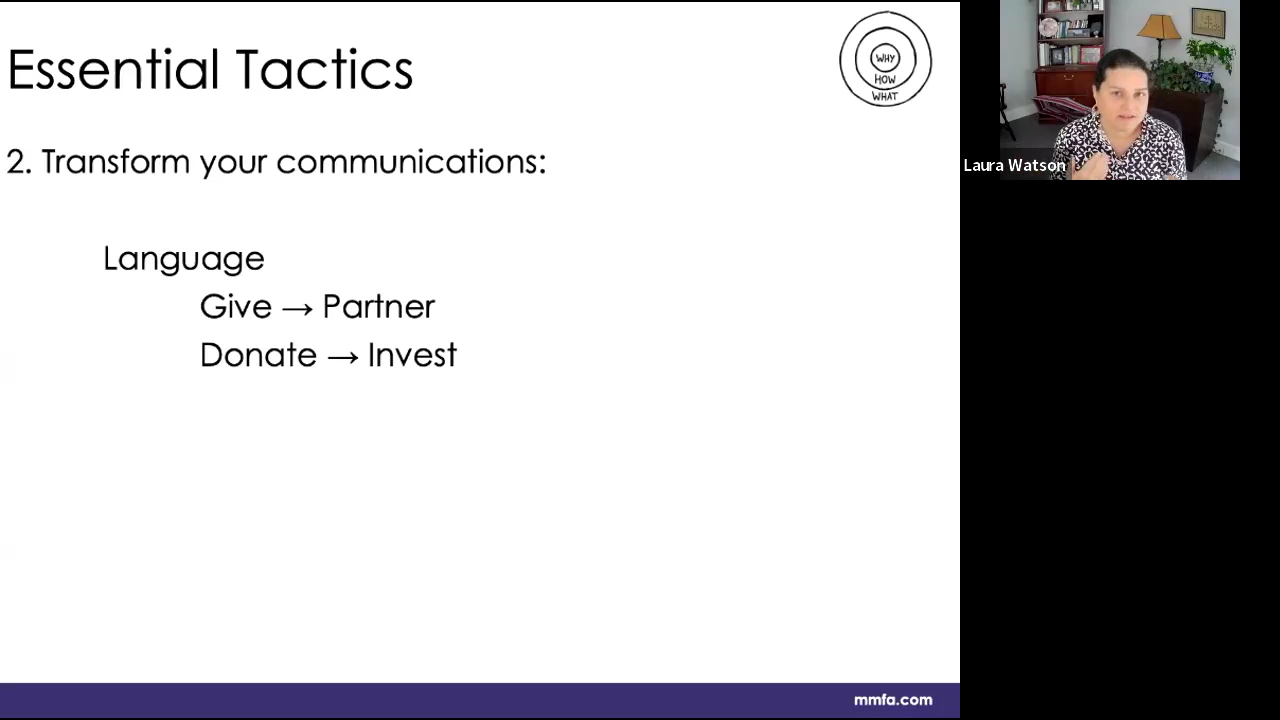 Essential Tactics
WHY
HOW
WHAT
2. Transform your communications:
Language
Give → Partner
Donate → Invest
mmfa.com
Laura Watson